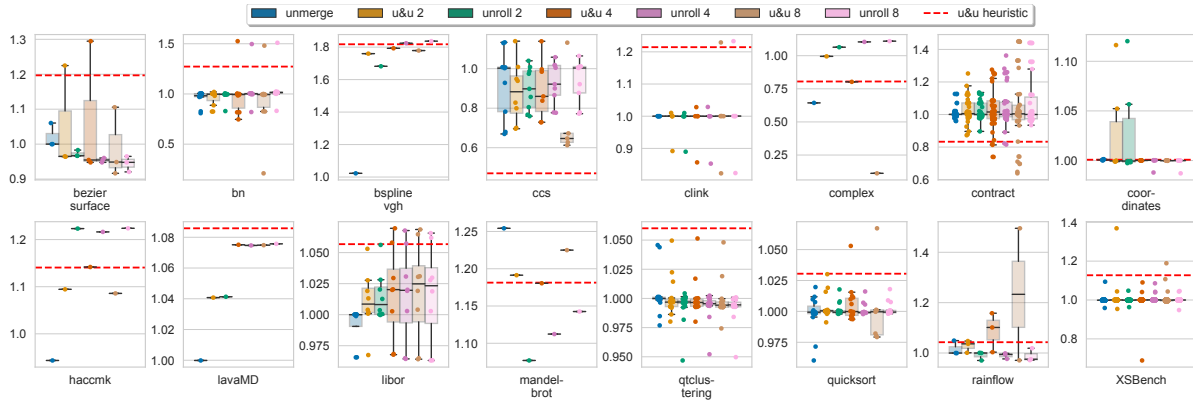 unmerge u&u 2 unroll 2 u&u 4 unroll 4 u&u 8 unroll 8 u&u heuristic
1.3
1.2
1.1
1.0
0.9
bezier
surface
1.5
1.0
0.5
bn
1.8
1.6
1.4
1.2
1.0
bspline
vgh
1.0
0.8
0.6
ccs
1.2
1.1
1.0
0.9
clink
1.00
0.75
0.50
0.25
complex
1.4
1.2
1.0
0.8
0.6
contract
1.10
1.05
1.00
coor-
dinates
1.2
1.1
1.0
haccmk
1.08
1.06
1.04
1.02
1.00
lavaMD
1.050
1.025
1.000
0.975
libor
1.25
1.20
1.15
1.10
mandel-
brot
1.050
1.025
1.000
0.975
0.950
qtclus-
tering
1.050
1.025
1.000
0.975
quicksort
1.4
1.2
1.0
rainflow
1.4
1.2
1.0
0.8
XSBench